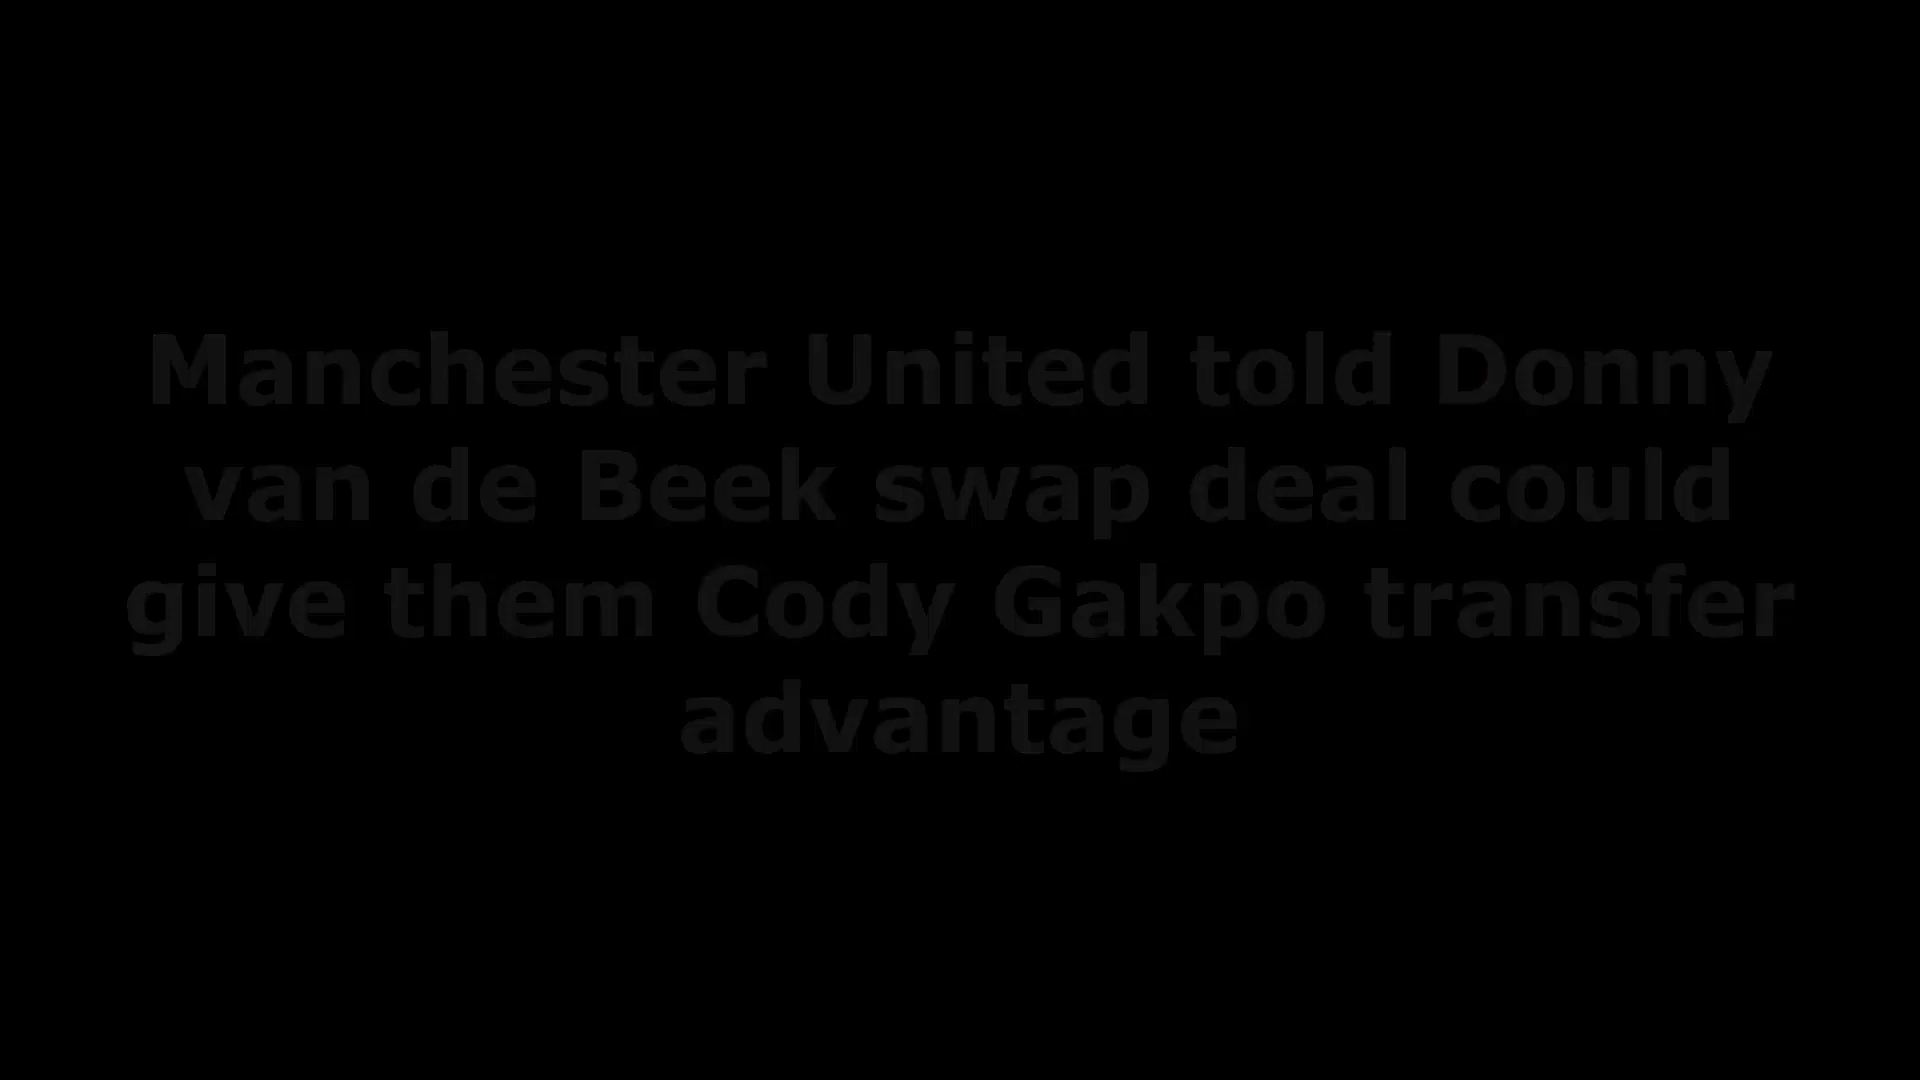 Manchester United told Donny
van de Beek swap deal could
give them Cody Gakpo transfer
advantage